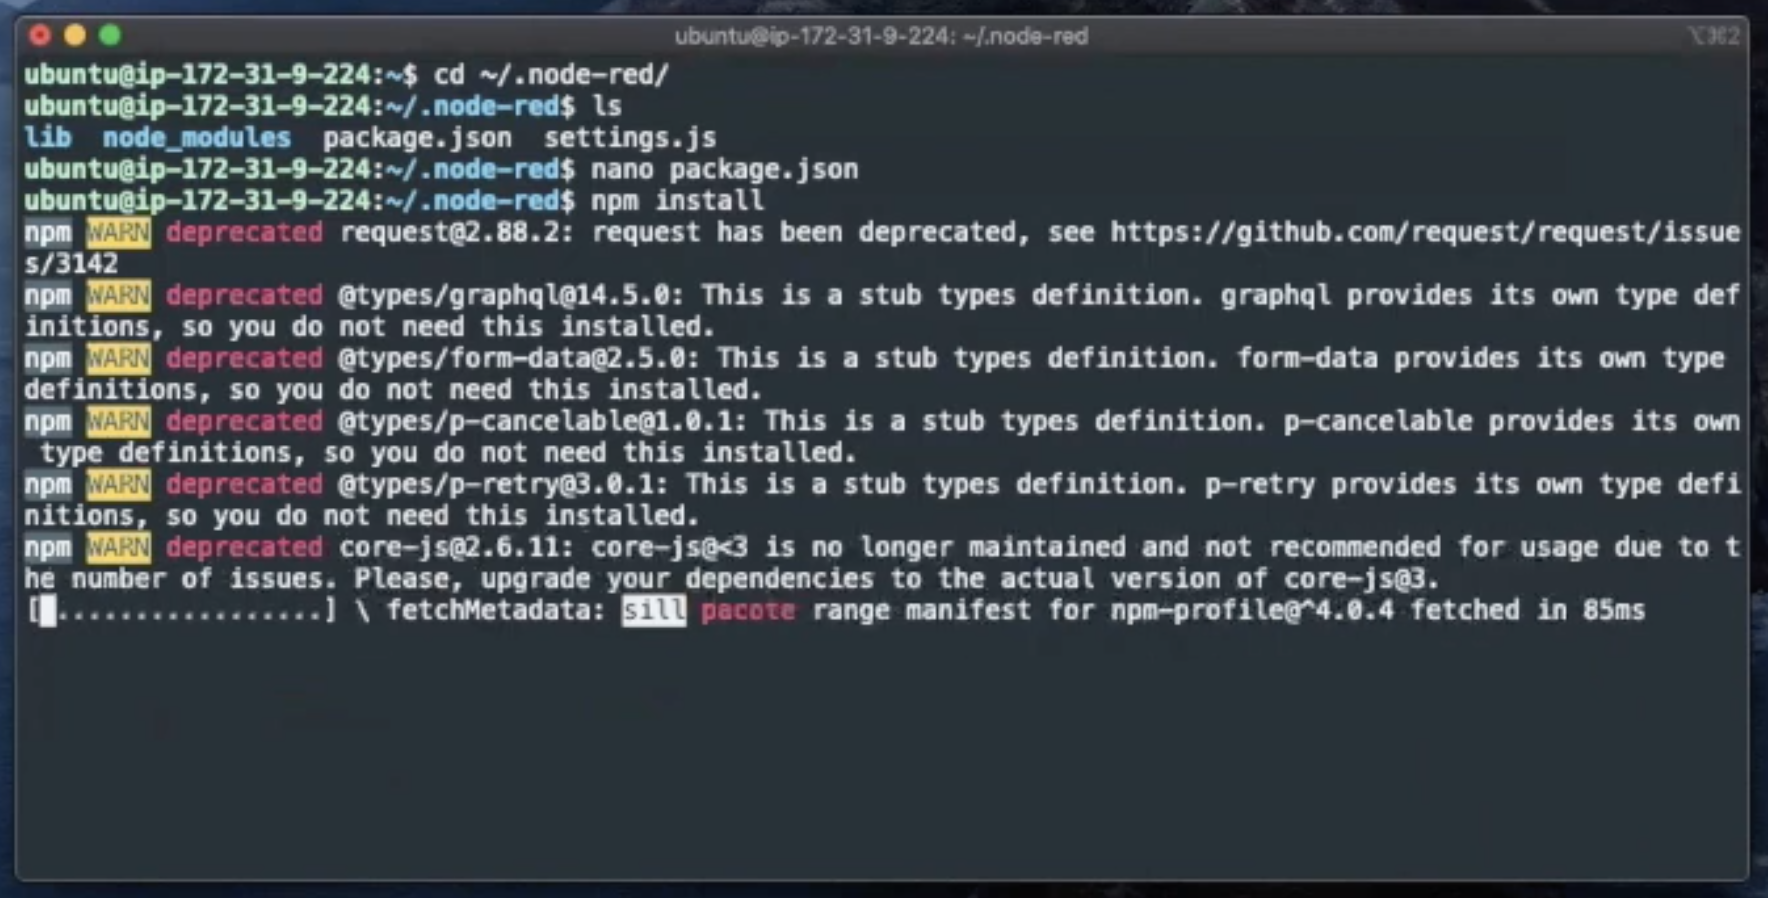 ubuntu@ip-172-31-9-224: ~/.node-red
⌥⌘2
ubuntu@ip-172-31-9-224:~$ cd ~/.node-red/
ubuntu@ip-172-31-9-224:~/.node-red$ ls
lib  node_modules  package.json  settings.js
ubuntu@ip-172-31-9-224:~/.node-red$ nano package.json
ubuntu@ip-172-31-9-224:~/.node-red$ npm install
npm WARN deprecated request@2.88.2: request has been deprecated, see https://github.com/request/request/issue
s/3142
npm WARN deprecated @types/graphql@14.5.0: This is a stub types definition. graphql provides its own type def
initions, so you do not need this installed.
npm WARN deprecated @types/form-data@2.5.0: This is a stub types definition. form-data provides its own type
definitions, so you do not need this installed.
npm WARN deprecated @types/p-cancelable@1.0.1: This is a stub types definition. p-cancelable provides its own
 type definitions, so you do not need this installed.
npm WARN deprecated @types/p-retry@3.0.1: This is a stub types definition. p-retry provides its own type defi
nitions, so you do not need this installed.
npm WARN deprecated core-js@2.6.11: core-js@<3 is no longer maintained and not recommended for usage due to t
he number of issues. Please, upgrade your dependencies to the actual version of core-js@3.
[ .................] \ fetchMetadata: sill pacote range manifest for npm-profile@^4.0.4 fetched in 85ms